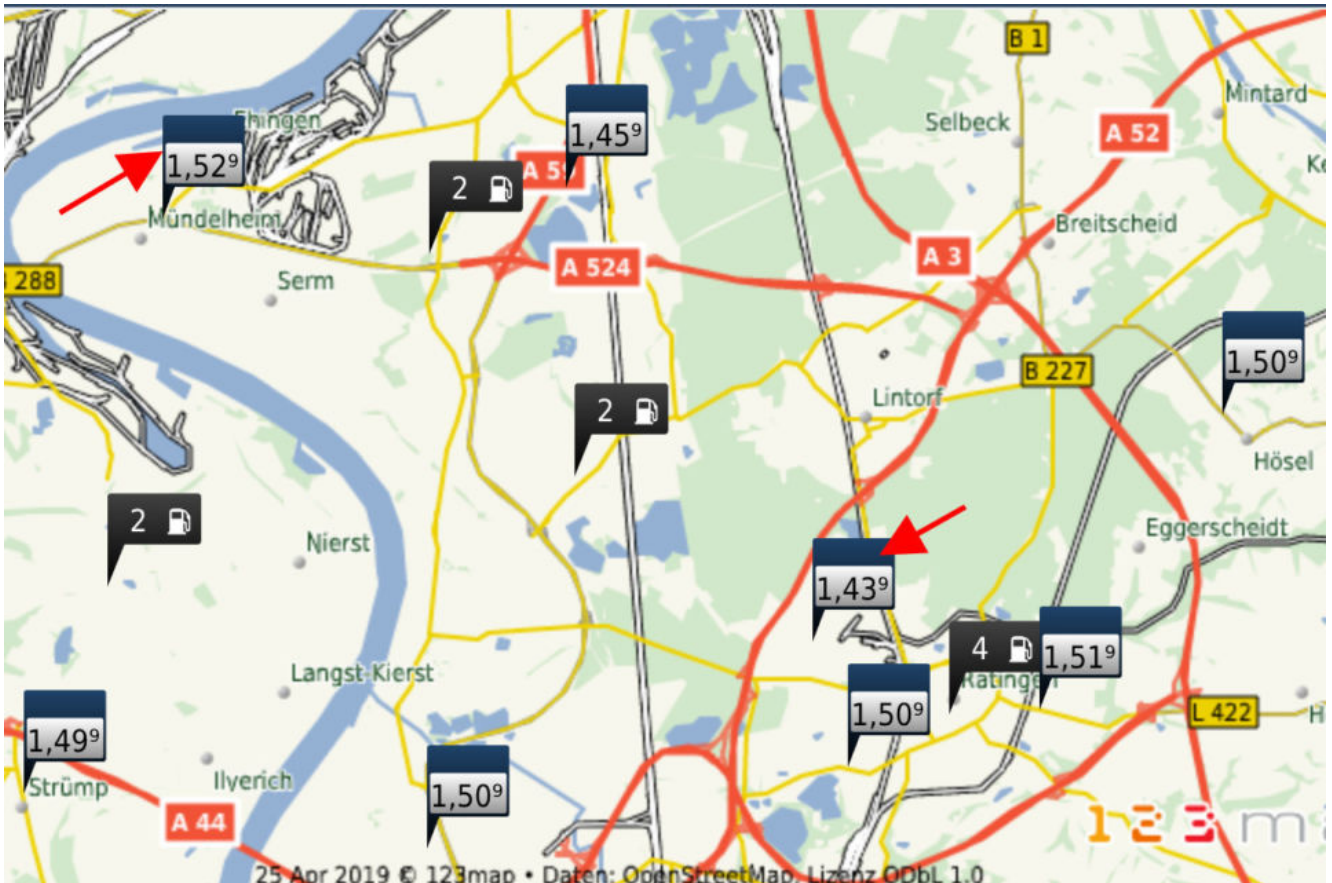 B 1
Mintard
Ehingen
Selbeck
A 52
1,45⁹
1,52⁹
2
A 59
Mündelheim
Breitscheid
A 3
A 524
288
Serm
1,50⁹
B 227
Lintorf
2
Hösel
2
Nierst
Eggerscheidt
1,43⁹
4
1,51⁹
Langst-Kierst
Ratingen
1,50⁹
L 422
1,49⁹
Strümp
Ilverich
1,50⁹
A 44
123m
25 Apr 2019 © 123map • Daten: OpenStreetMap, Lizenz ODbL 1.0